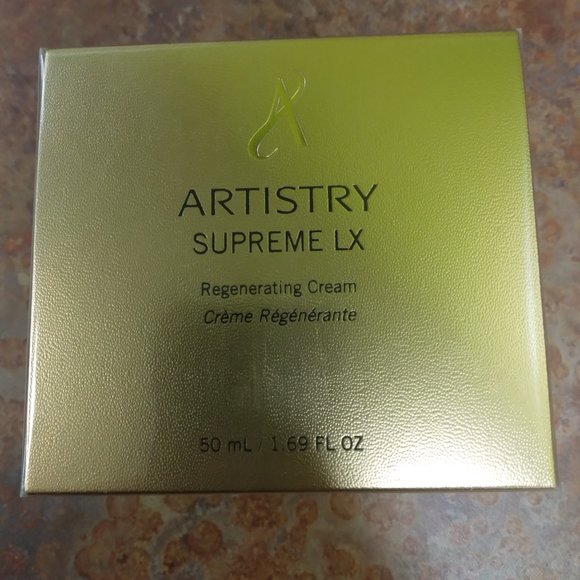 ARTISTRY
SUPREME LX
Regenerating Cream
Crème Régénérante
50 mL / 1.69 FL OZ